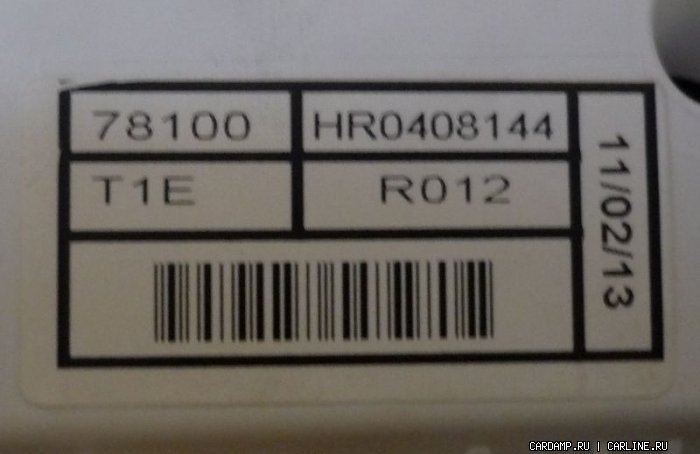 78100 HR0408144
T1E R012
11/02/13
CARDAMP.RU | CARLINE.RU